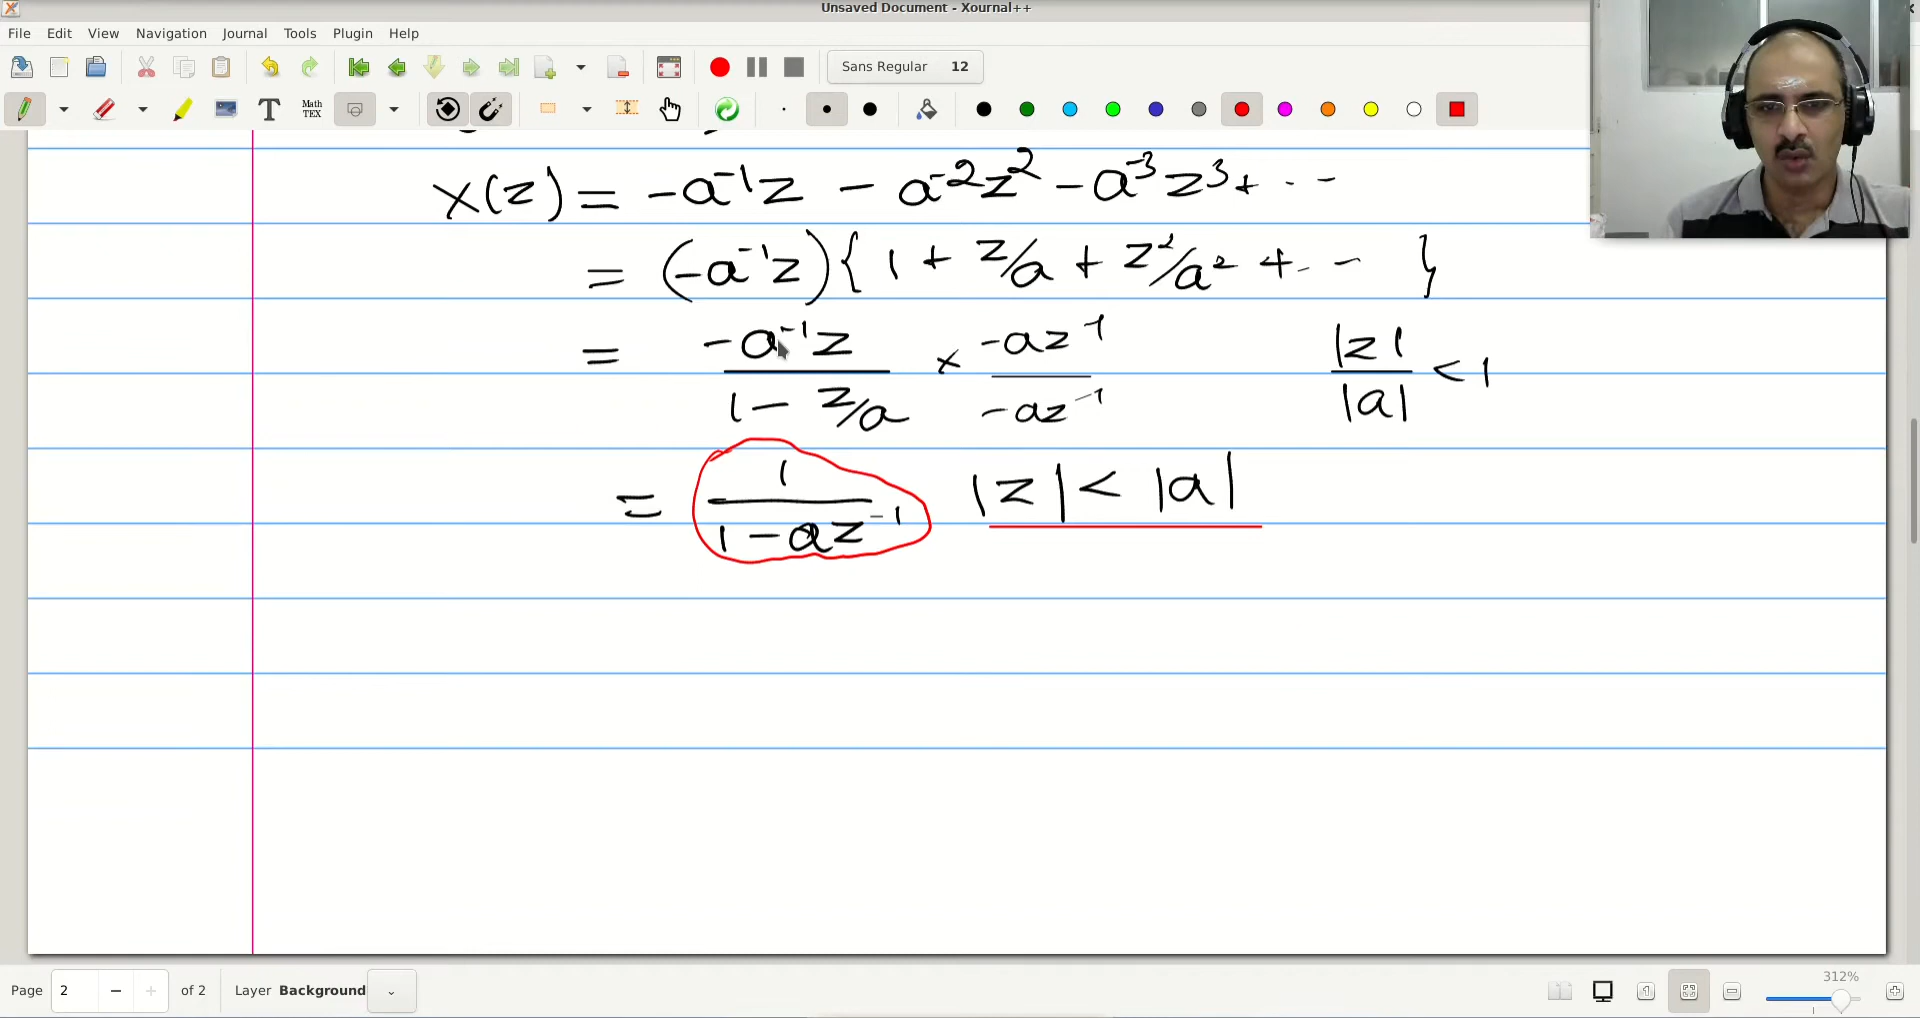 Unsaved Document - Xournal++
File Edit View Navigation Journal Tools Plugin Help
Sans Regular 12
Math TEX
X(z) = -a⁻¹z - a⁻²z² - a⁻³z³ + ...
= (-a⁻¹z){ 1 + z/a + z²/a² + ... }
= -a⁻¹z / 1 - z/a × -az⁻¹ / -az⁻¹ |z| / |a| < 1
= 1 / 1 - az⁻¹ |z| < |a|
Page 2 of 2 Layer Background 312%